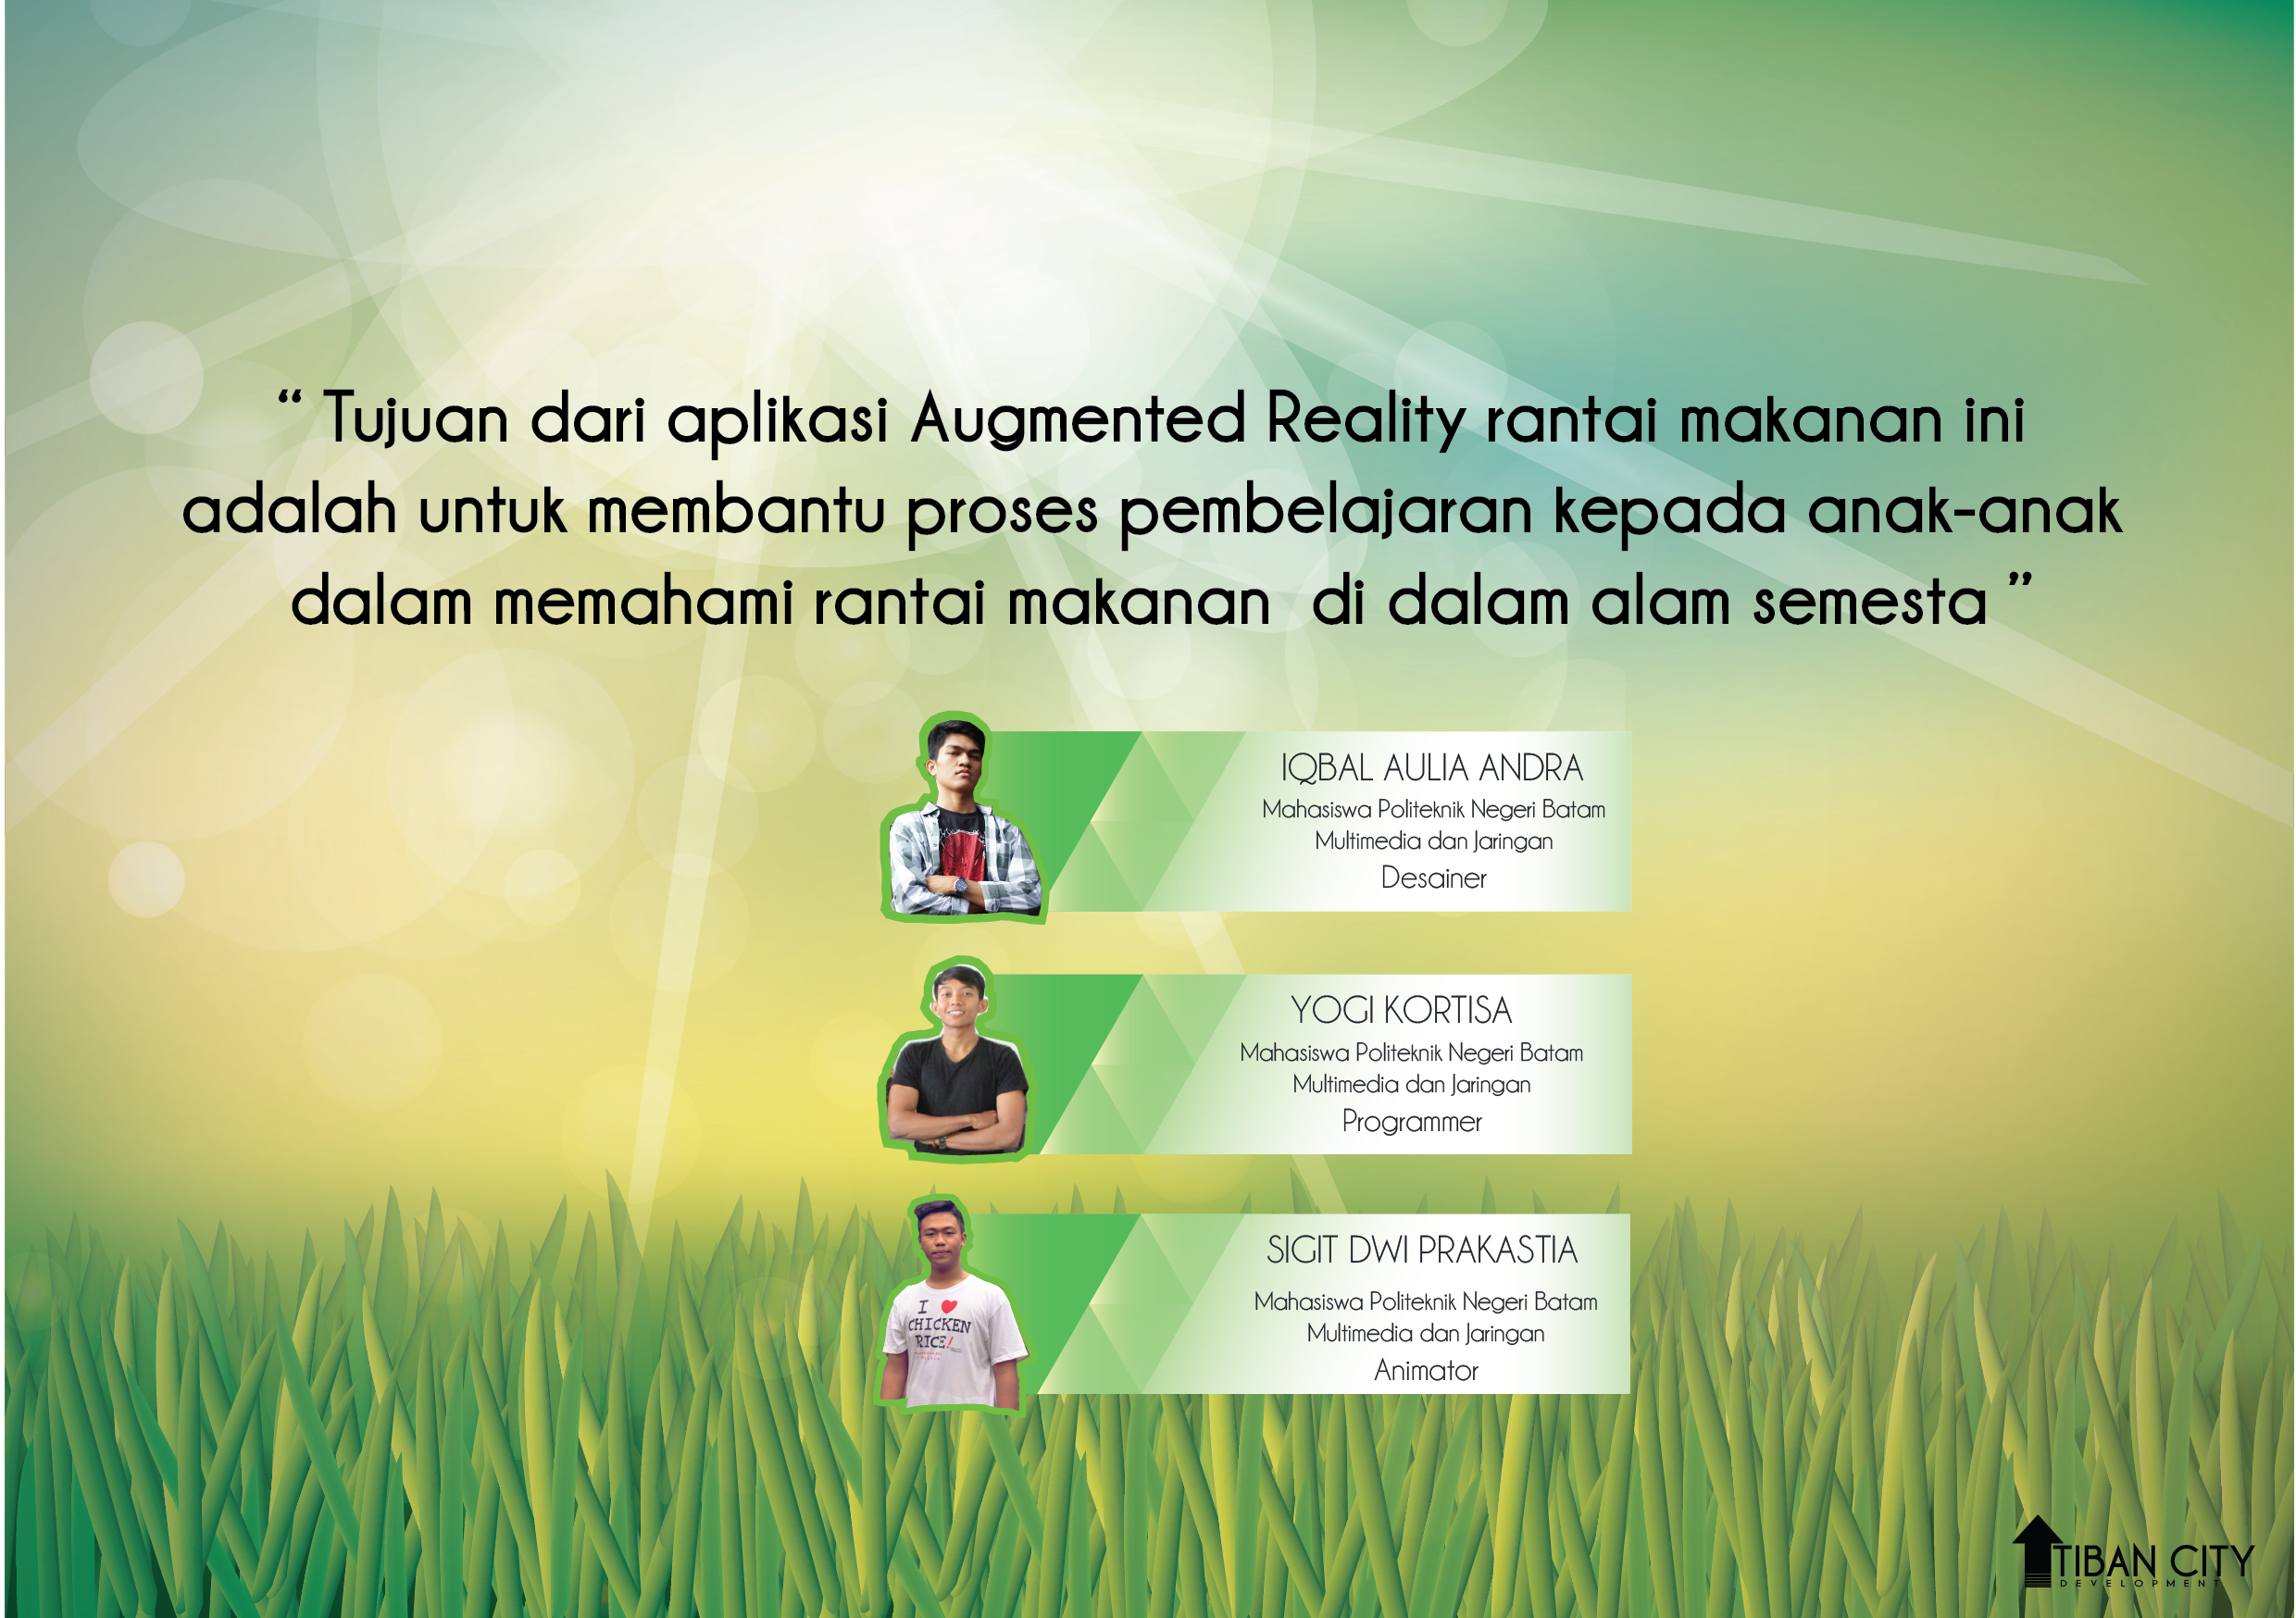 “ Tujuan dari aplikasi Augmented Reality rantai makanan ini
adalah untuk membantu proses pembelajaran kepada anak-anak
dalam memahami rantai makanan di dalam alam semesta ”
IQBAL AULIA ANDRA
Mahasiswa Politeknik Negeri Batam
Multimedia dan Jaringan
Desainer
YOGI KORTISA
Mahasiswa Politeknik Negeri Batam
Multimedia dan Jaringan
Programmer
SIGIT DWI PRAKASTIA
Mahasiswa Politeknik Negeri Batam
Multimedia dan Jaringan
Animator
I ♥
CHICKEN
RICE!
TIBAN CITY
DEVELOPMENT